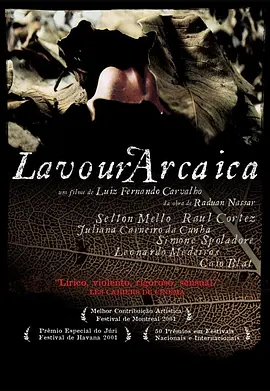 LavourArcaica
um filme de Luiz Fernando Carvalho
da obra de Raduan Nassar
Selton Mello Raul Cortez
Juliana Carneiro da Cunha
Simone Spoladore
Leonardo Medeiros
Caio Blat
"Lírico, violento, rigoroso, sensual"
LES CAHIERS DU CINÉMA
Melhor Contribuição Artística
Festival de Montreal 2001
Prêmio Especial do Júri
Festival de Havana 2001
50 Prêmios em Festivais
Nacionais e Internacionais